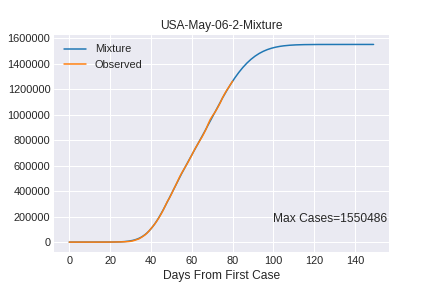 USA-May-06-2-Mixture
1600000
1400000
1200000
1000000
800000
600000
400000
200000
0
Mixture
Observed
Max Cases=1550486
0 20 40 60 80 100 120 140
Days From First Case